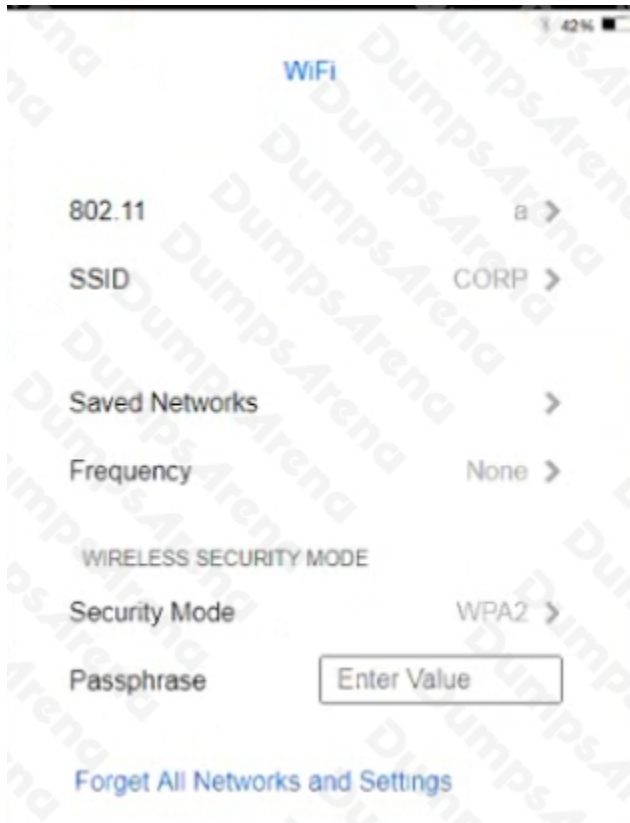 42%
WiFi
802.11 a
SSID CORP
Saved Networks
Frequency None
WIRELESS SECURITY MODE
Security Mode WPA2
Passphrase Enter Value
Forget All Networks and Settings
DumpsArena